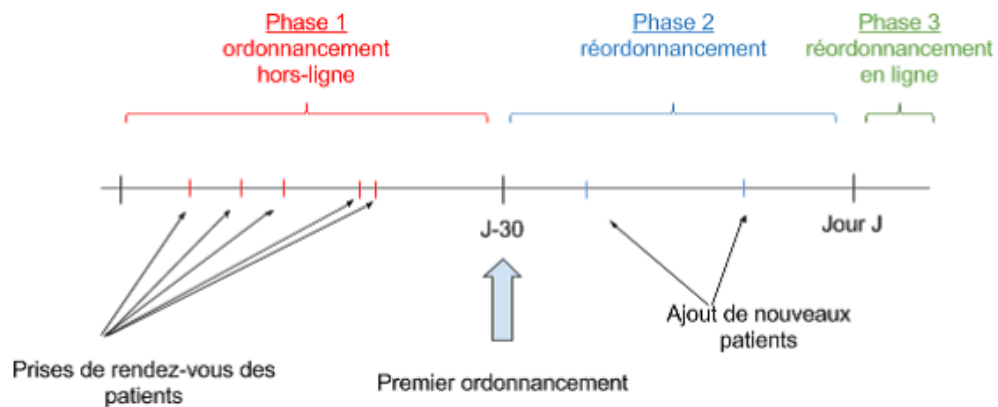 Phase 1
ordonnancement
hors-ligne
Phase 2
réordonnancement
Phase 3
réordonnancement
en ligne
J-30
Jour J
Prises de rendez-vous des
patients
Premier ordonnancement
Ajout de nouveaux
patients